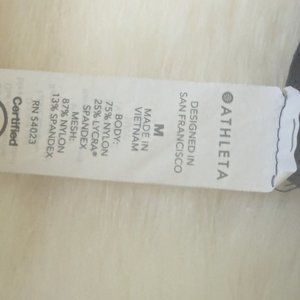 ATHLETA
DESIGNED IN
SAN FRANCISCO
M
MADE IN
VIETNAM
BODY:
75% NYLON
25% LYCRA®
SPANDEX
MESH:
87% NYLON
13% SPANDEX
RN 54023
Certified